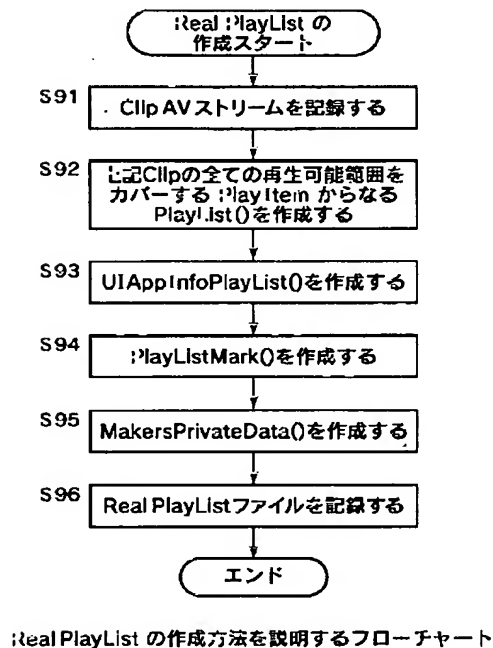 Real PlayList の
作成スタート
S91
Clip AVストリームを記録する
S92
上記Clipの全ての再生可能範囲を
カバーする PlayItem からなる
PlayList()を作成する
S93
UIAppInfoPlayList()を作成する
S94
PlayListMark()を作成する
S95
MakersPrivateData()を作成する
S96
Real PlayListファイルを記録する
エンド
Real PlayList の作成方法を説明するフローチャート